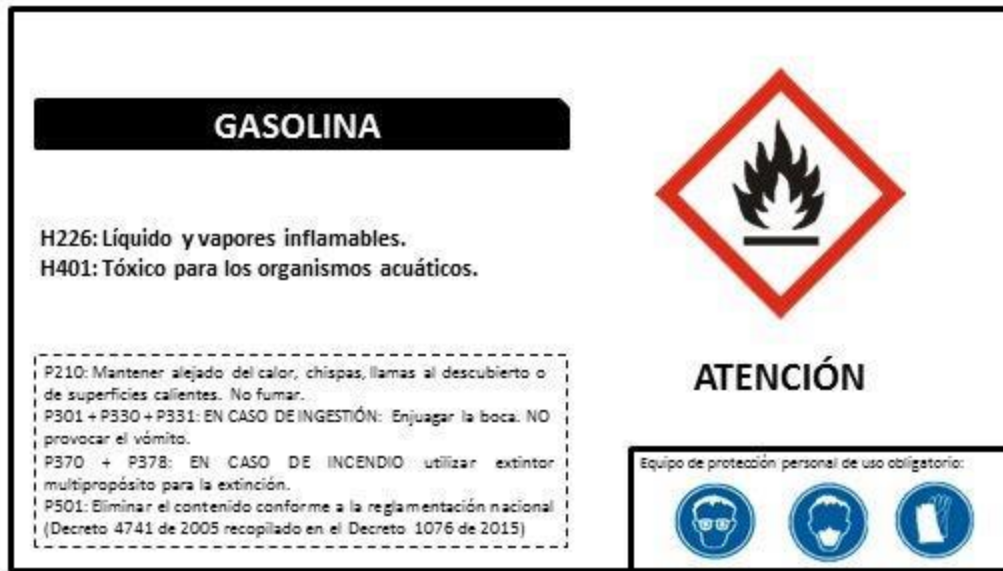 GASOLINA
H226: Líquido y vapores inflamables.
H401: Tóxico para los organismos acuáticos.
P210: Mantener alejado del calor, chispas, llamas al descubierto o
de superficies calientes. No fumar.
P301 + P330 + P331: EN CASO DE INGESTIÓN: Enjuagar la boca. NO
provocar el vómito.
P370 + P378: EN CASO DE INCENDIO utilizar extintor
multipropósito para la extinción.
P501: Eliminar el contenido conforme a la reglamentación nacional
(Decreto 4741 de 2005 recopilado en el Decreto 1076 de 2015)
ATENCIÓN
Equipo de protección personal de uso obligatorio: